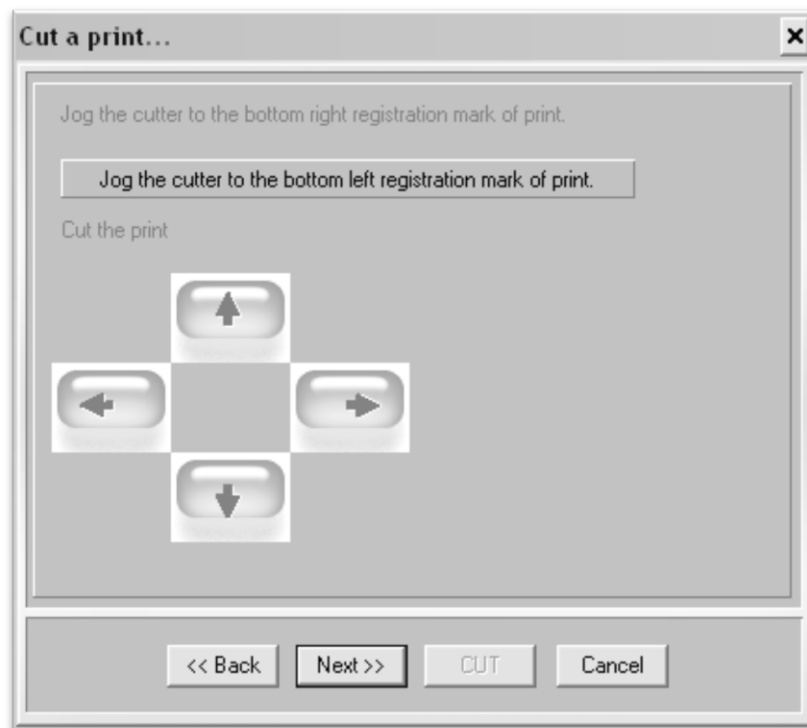 Cut a print...
Jog the cutter to the bottom right registration mark of print.
Jog the cutter to the bottom left registration mark of print.
Cut the print
<< Back Next >> CUT Cancel